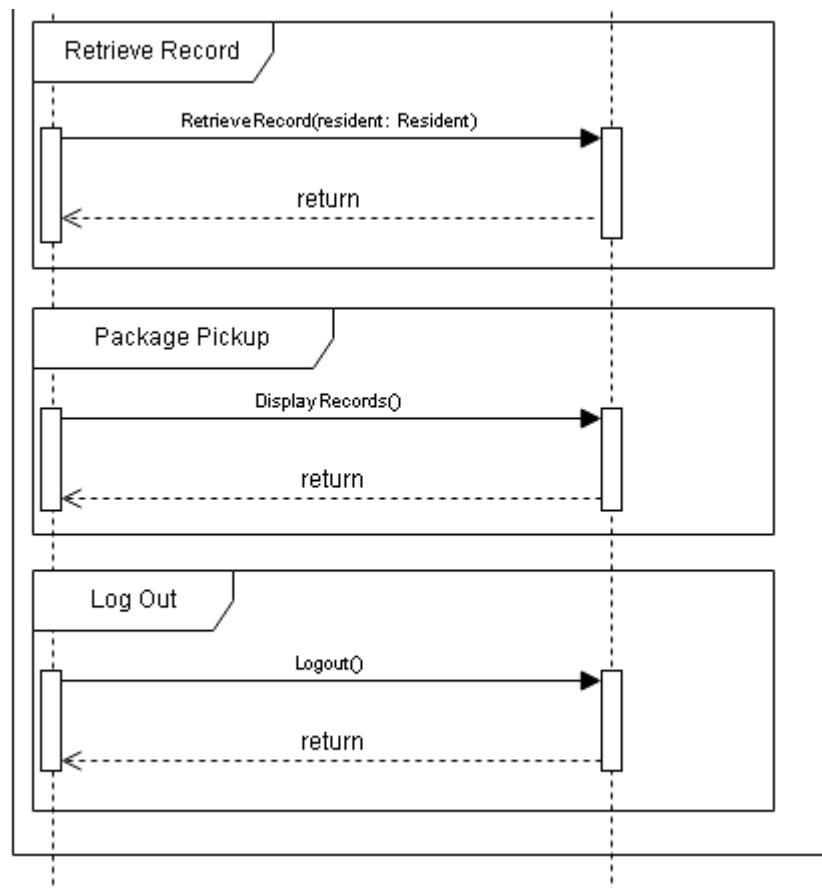 Retrieve Record
RetrieveRecord(resident: Resident)
return
Package Pickup
DisplayRecords()
return
Log Out
Logout()
return